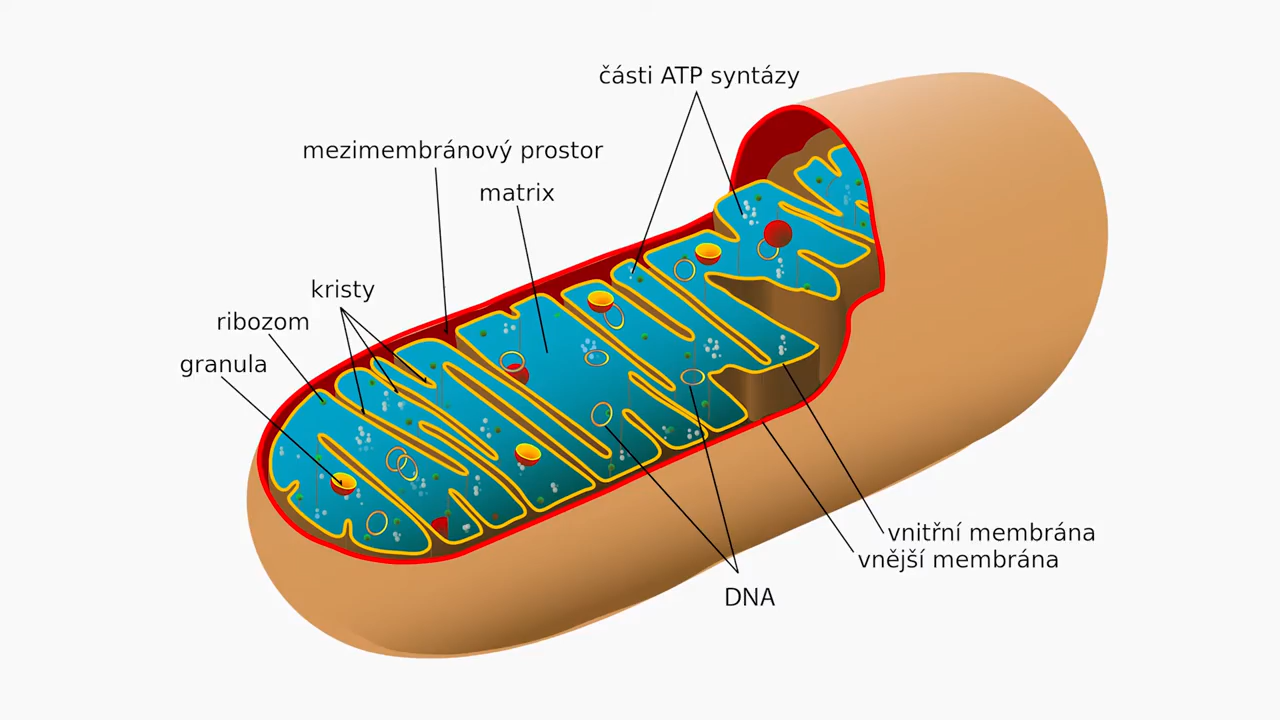 části ATP syntázy
mezimembránový prostor
matrix
kristy
ribozom
granula
vnitřní membrána
vnější membrána
DNA